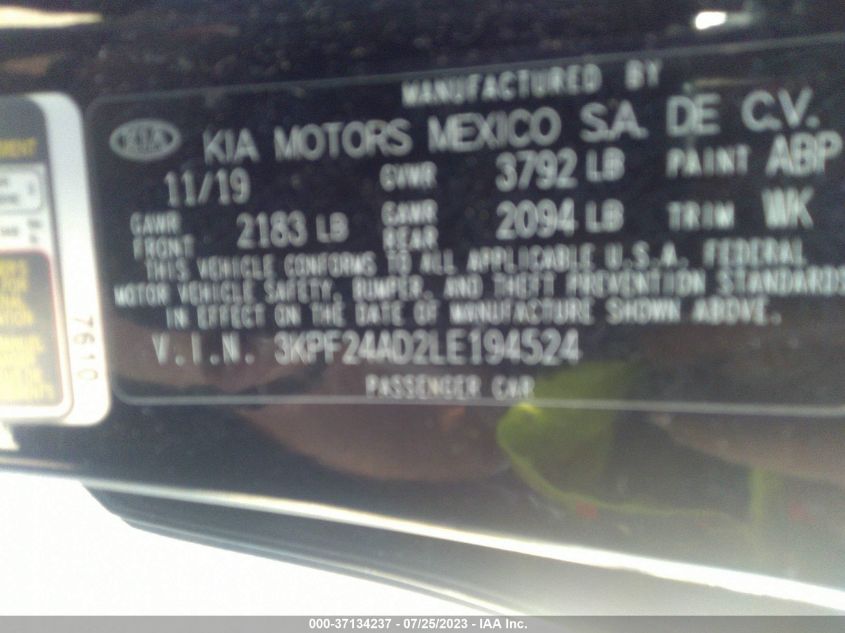 MANUFACTURED BY
KIA KIA MOTORS MEXICO S.A. DE C.V.
11/19 GVWR 3792 LB PAINT ABP
GAWR FRONT 2183 LB GAWR REAR 2094 LB TRIM WK
THIS VEHICLE CONFORMS TO ALL APPLICABLE U.S.A. FEDERAL
MOTOR VEHICLE SAFETY, BUMPER, AND THEFT PREVENTION STANDARDS
IN EFFECT ON THE DATE OF MANUFACTURE SHOWN ABOVE.
V.I.N. 3KPF24AD2LE194524
PASSENGER CAR
7610
000-37134237 - 07/25/2023 - IAA Inc.